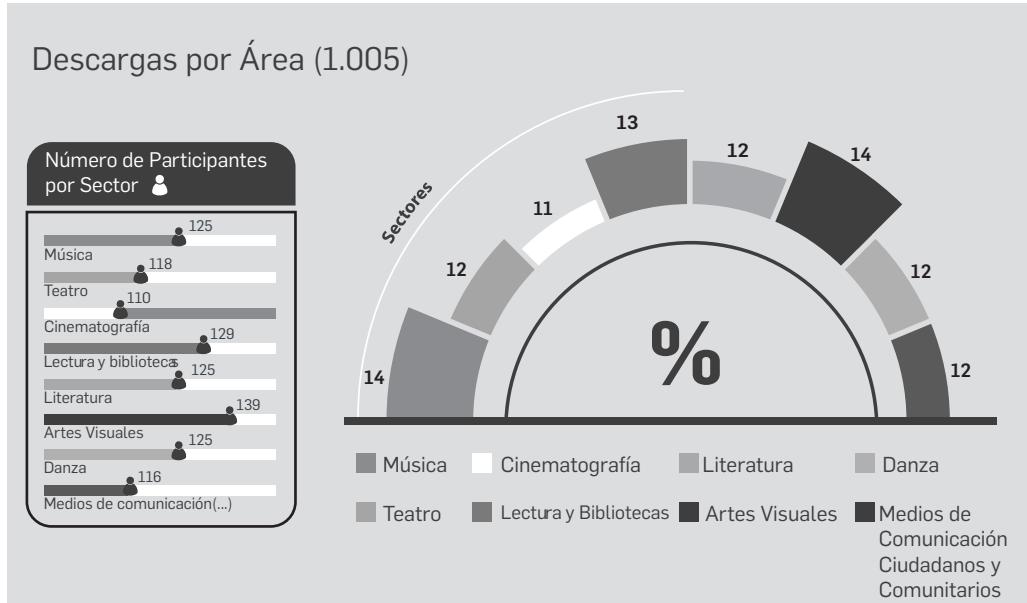 Descargas por Área (1.005)
Número de Participantes
por Sector
125
Música
118
Teatro
110
Cinematografía
129
Lectura y bibliotecas
125
Literatura
139
Artes Visuales
125
Danza
116
Medios de comunicación(...)
Sectores
14
12
11
13
12
14
12
12
%
Música
Cinematografía
Literatura
Danza
Teatro
Lectura y Bibliotecas
Artes Visuales
Medios de
Comunicación
Ciudadanos y
Comunitarios